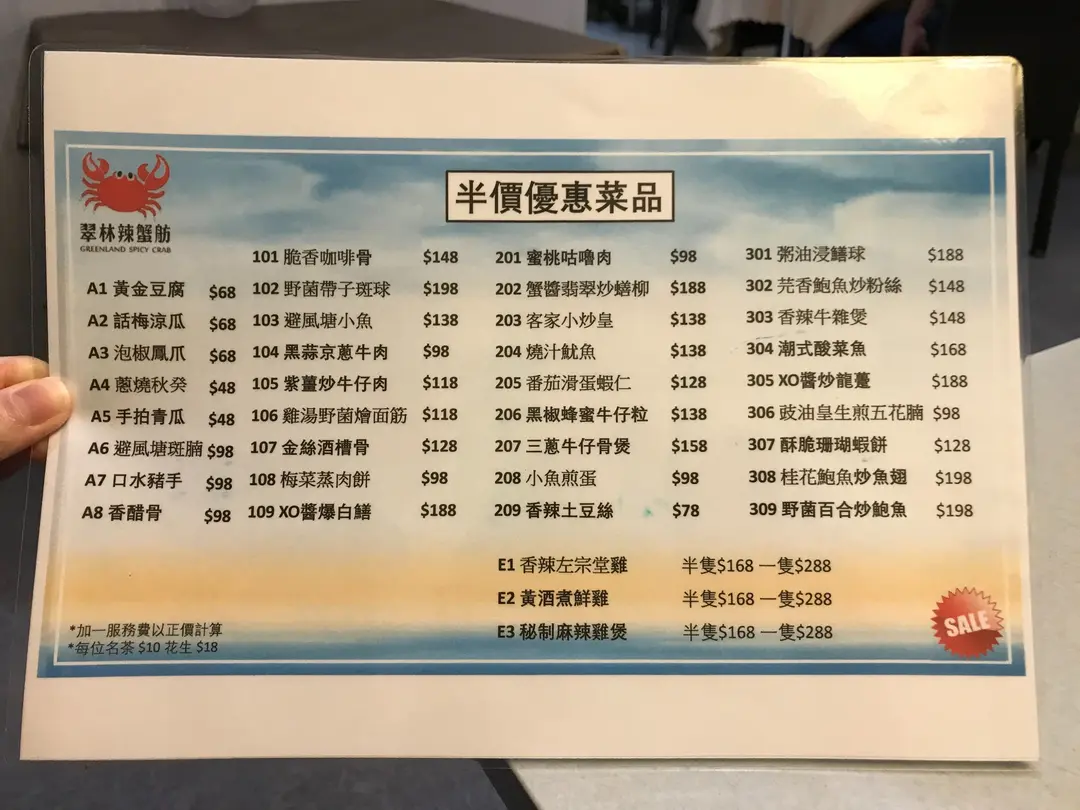 翠林辣蟹舫
GREENLAND SPICY CRAB
半價優惠菜品
A1 黃金豆腐 $68
A2 話梅涼瓜 $68
A3 泡椒鳳爪 $68
A4 蔥燒秋葵 $48
A5 手拍青瓜 $48
A6 避風塘斑腩 $98
A7 口水豬手 $98
A8 香醋骨 $98
101 脆香咖啡骨 $148
102 野菌帶子斑球 $198
103 避風塘小魚 $138
104 黑蒜京蔥牛肉 $98
105 紫薑炒牛仔肉 $118
106 雞湯野菌燴面筋 $118
107 金絲酒槽骨 $128
108 梅菜蒸肉餅 $98
109 XO醬爆白鱔 $188
201 蜜桃咕嚕肉 $98
202 蟹醬翡翠炒蟮柳 $188
203 客家小炒皇 $138
204 燒汁魷魚 $138
205 番茄滑蛋蝦仁 $128
206 黑椒蜂蜜牛仔粒 $138
207 三蔥牛仔骨煲 $158
208 小魚煎蛋 $98
209 香辣土豆絲 $78
301 粥油浸鱔球 $188
302 芫香鮑魚炒粉絲 $148
303 香辣牛雜煲 $148
304 潮式酸菜魚 $168
305 XO醬炒龍躉 $188
306 豉油皇生煎五花腩 $98
307 酥脆珊瑚蝦餅 $128
308 桂花鮑魚炒魚翅 $198
309 野菌百合炒鮑魚 $198
E1 香辣左宗堂雞 半隻$168 一隻$288
E2 黃酒煮鮮雞 半隻$168 一隻$288
E3 秘制麻辣雞煲 半隻$168 一隻$288
*加一服務費以正價計算
*每位名茶 $10 花生 $18
SALE